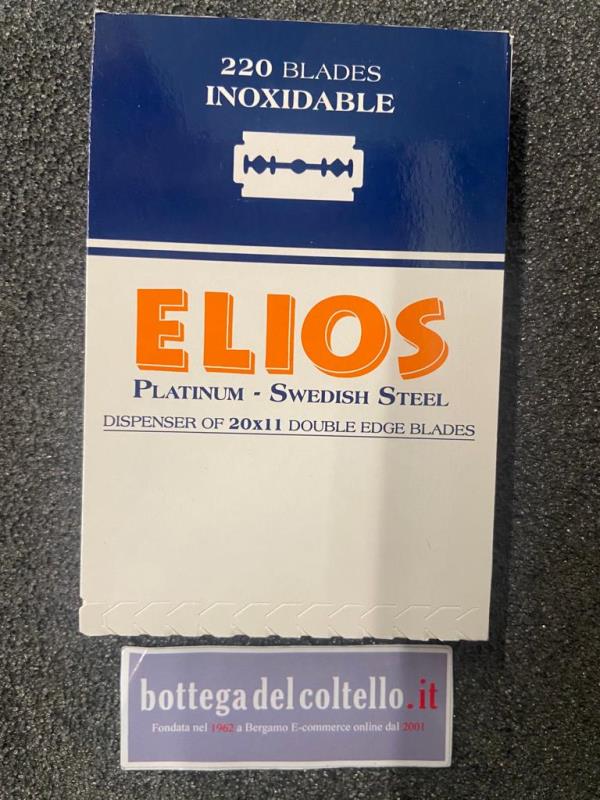 220 BLADES
INOXIDABLE
ELIOS
PLATINUM - SWEDISH STEEL
DISPENSER OF 20X11 DOUBLE EDGE BLADES
bottegadelcoltello.it
Fondata nel 1962 a Bergamo E-commerce online dal 2001